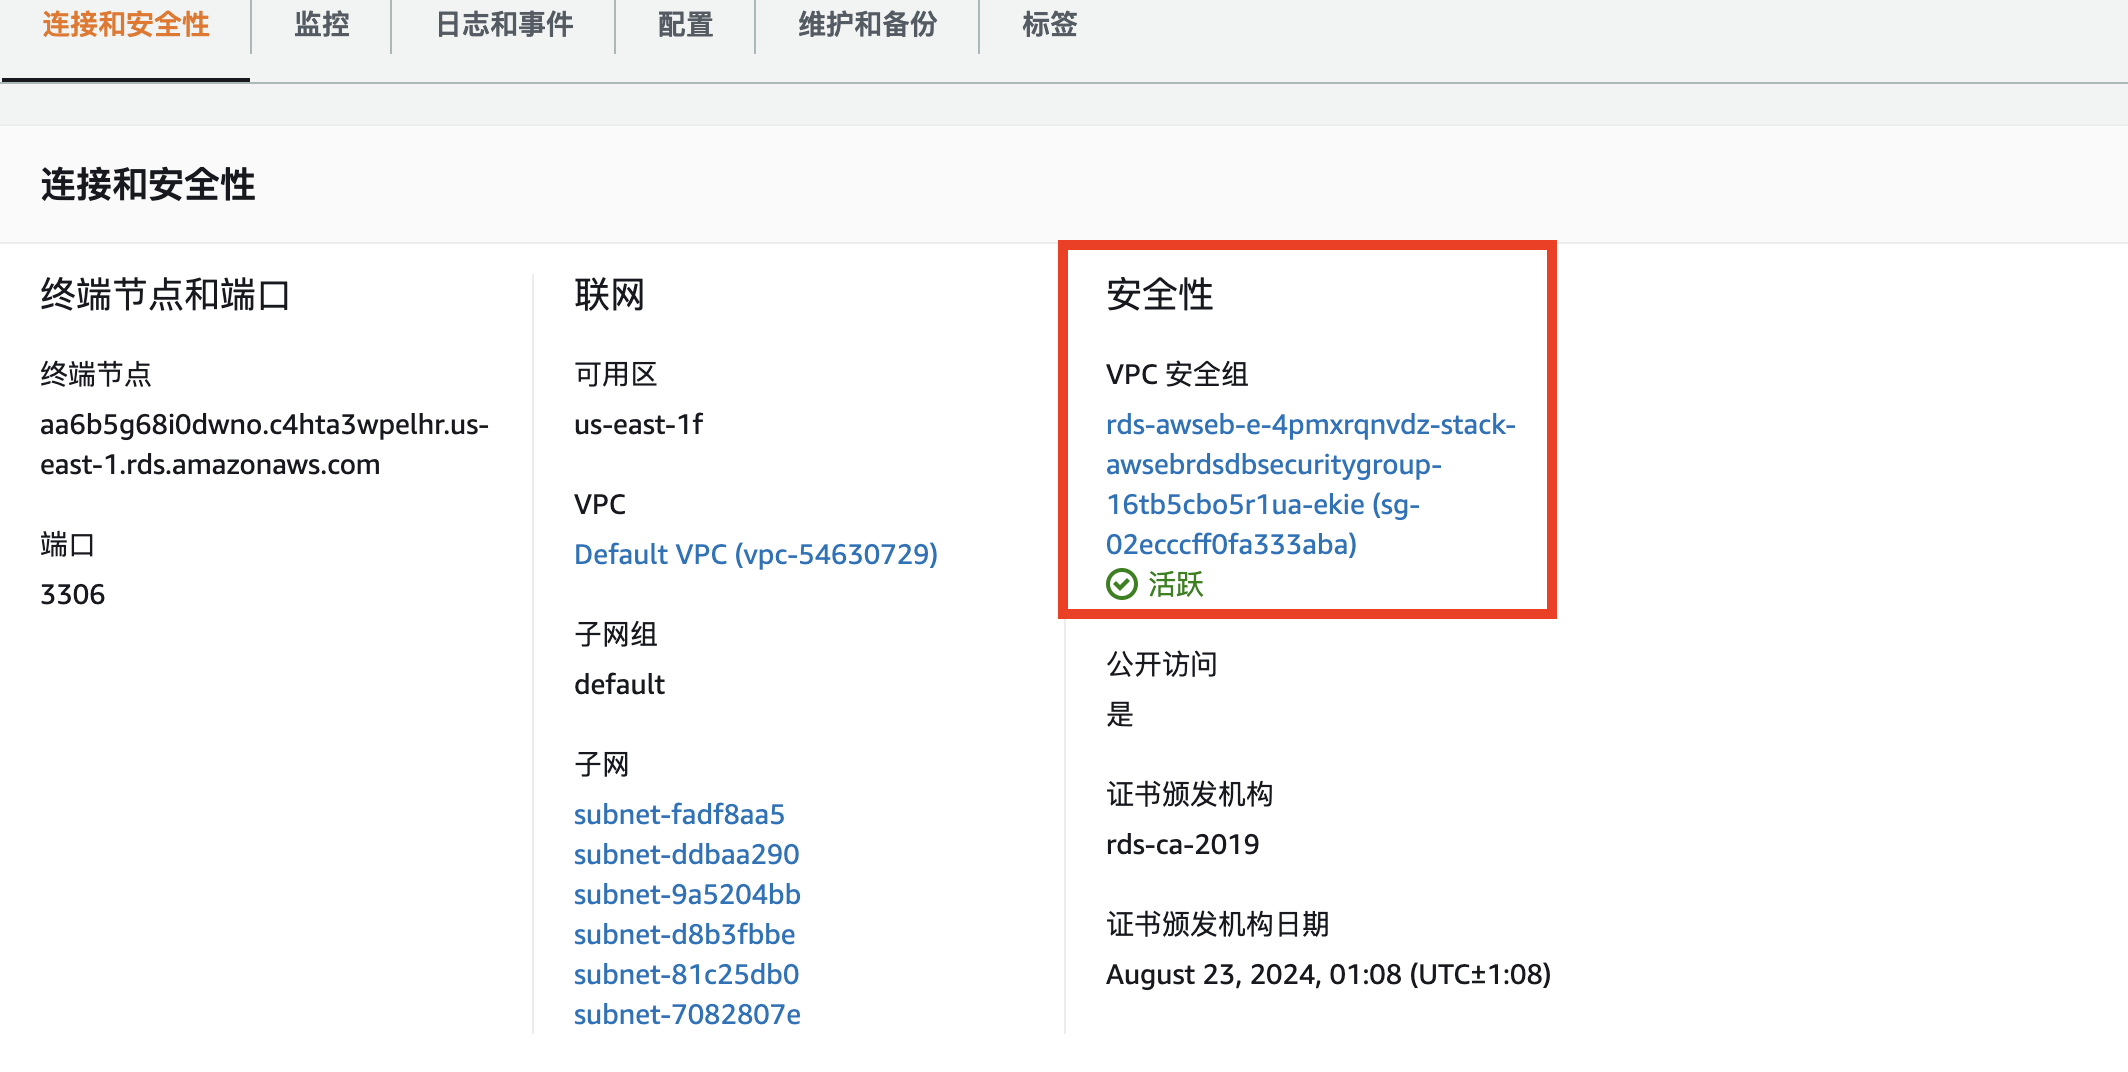 连接和安全性
监控
日志和事件
配置
维护和备份
标签
连接和安全性
终端节点和端口
终端节点
aa6b5g68i0dwno.c4hta3wpelhr.us-
east-1.rds.amazonaws.com
端口
3306
联网
可用区
us-east-1f
VPC
Default VPC (vpc-54630729)
子网组
default
子网
subnet-fadf8aa5
subnet-ddbaa290
subnet-9a5204bb
subnet-d8b3fbbe
subnet-81c25db0
subnet-7082807e
安全性
VPC 安全组
rds-awseb-e-4pmxrqnvdz-stack-
awsebrdsdbsecuritygroup-
16tb5cbo5r1ua-ekie (sg-
02ecccff0fa333aba)
活跃
公开访问
是
证书颁发机构
rds-ca-2019
证书颁发机构日期
August 23, 2024, 01:08 (UTC±1:08)